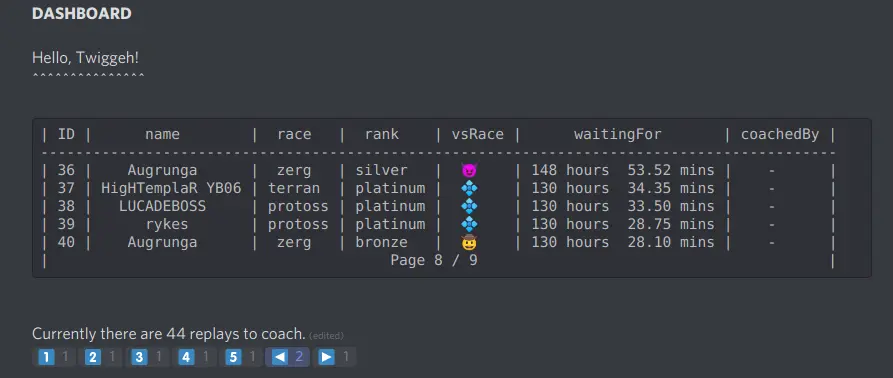 DASHBOARD
Hello, Twiggeh!
^^^^^^^^^^^^^^^
| ID | name | race | rank | vsRace | waitingFor | coachedBy |
------------------------------------------------------------------------------------------
| 36 | Augrunga | zerg | silver | 😈 | 148 hours 53.52 mins | - |
| 37 | HigHTemplaR YB06 | terran | platinum | 💠 | 130 hours 34.35 mins | - |
| 38 | LUCADEBOSS | protoss | platinum | 💠 | 130 hours 33.50 mins | - |
| 39 | rykes | protoss | platinum | 💠 | 130 hours 28.75 mins | - |
| 40 | Augrunga | zerg | bronze | 🤠 | 130 hours 28.10 mins | - |
| Page 8 / 9 |
Currently there are 44 replays to coach. (edited)
1 1 2 1 3 1 4 1 5 1 ◀ 2 ▶ 1